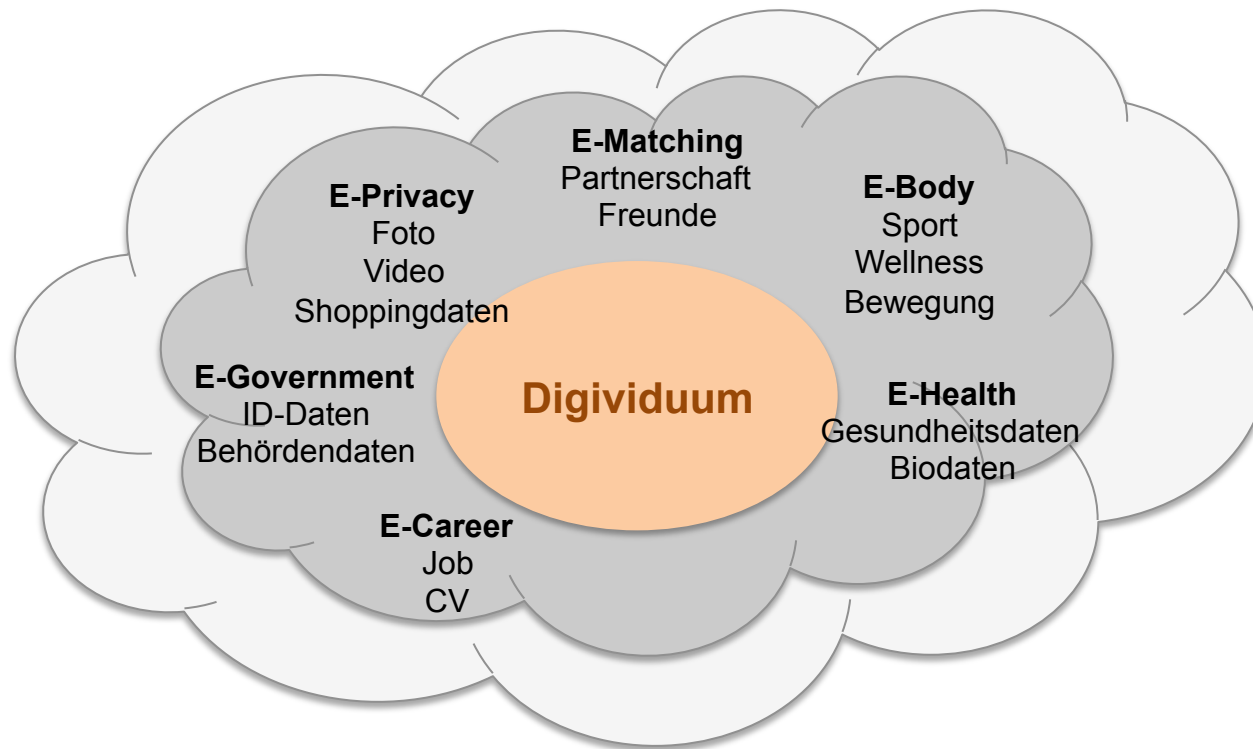 E-Matching
Partnerschaft
Freunde
E-Privacy
Foto
Video
Shoppingdaten
E-Body
Sport
Wellness
Bewegung
E-Government
ID-Daten
Behördendaten
Digividuum
E-Health
Gesundheitsdaten
Biodaten
E-Career
Job
CV